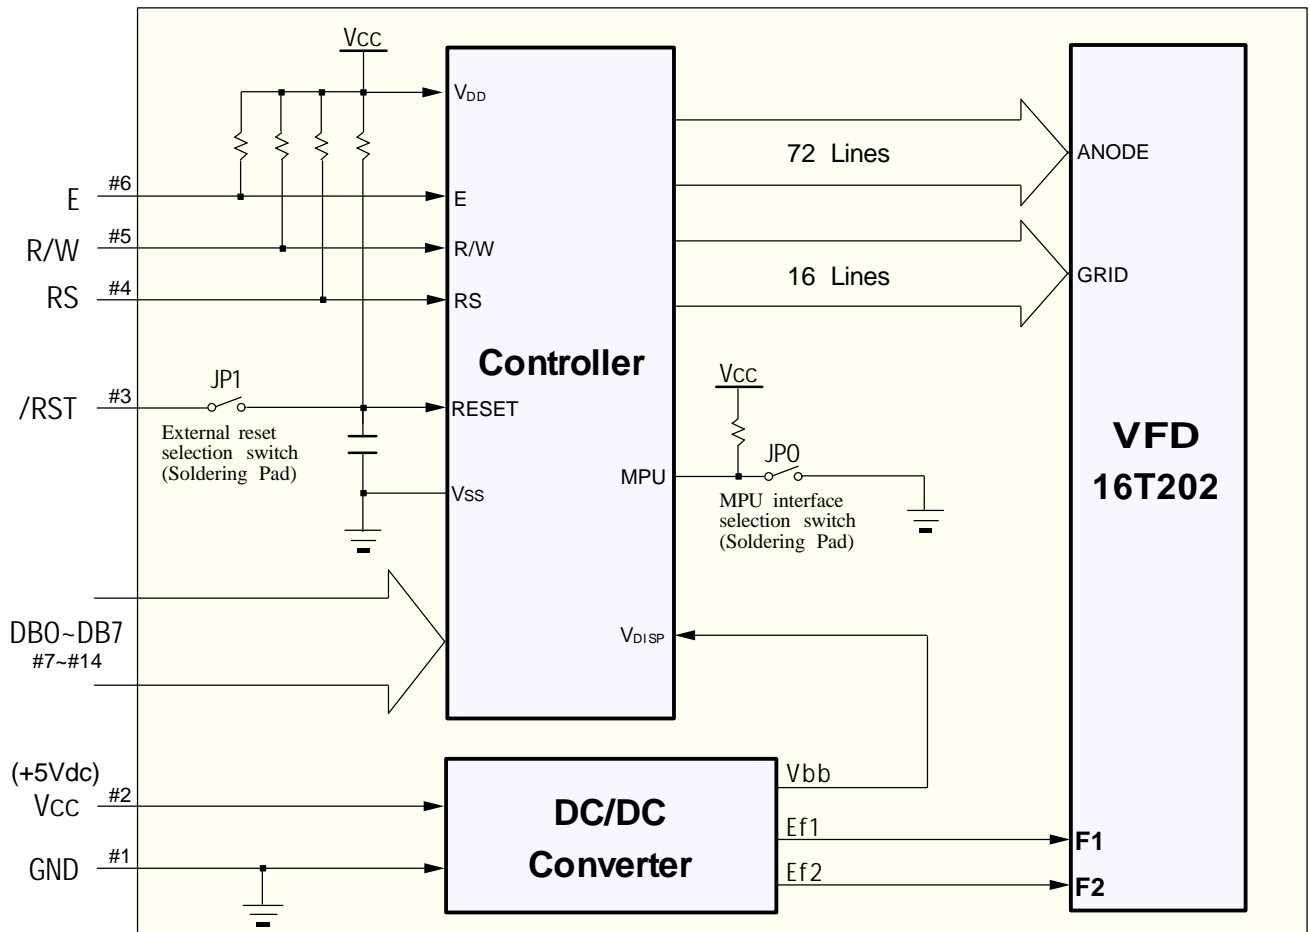 Vcc
VDD
72 Lines
ANODE
#6
E
E
#5
R/W
R/W
#4
RS
RS
16 Lines
GRID
Controller
JP1
#3
/RST
RESET
External reset
selection switch
(Soldering Pad)
Vcc
JP0
MPU
MPU interface
selection switch
(Soldering Pad)
VFD
16T202
Vss
DB0~DB7
#7~#14
VDISP
(+5Vdc)
Vcc
#2
GND
#1
DC/DC
Converter
Vbb
Ef1
Ef2
F1
F2